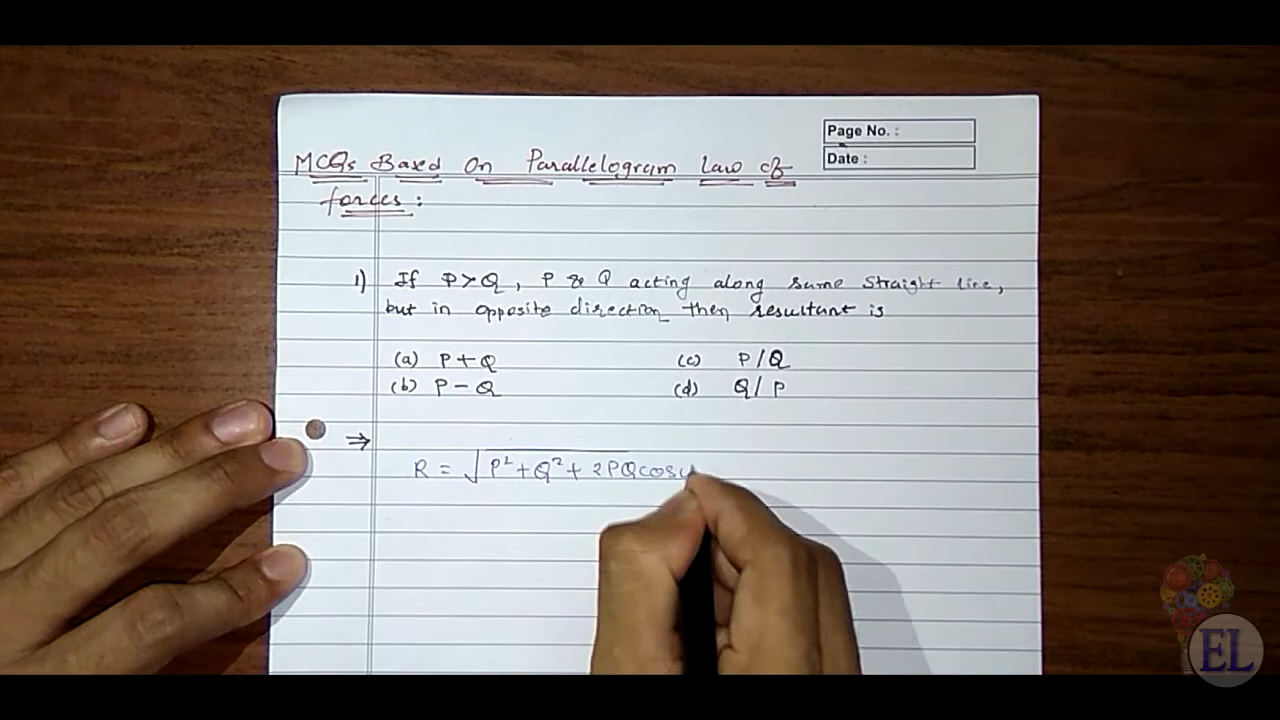 Page No. :
Date :
MCQs Based On Parallelogram Law of
forces :
1) If P>Q, P & Q acting along same straight line,
but in opposite direction then resultant is
(a) P+Q (c) P/Q
(b) P-Q (d) Q/P
⇒
R = √P²+Q²+2PQcos
EL